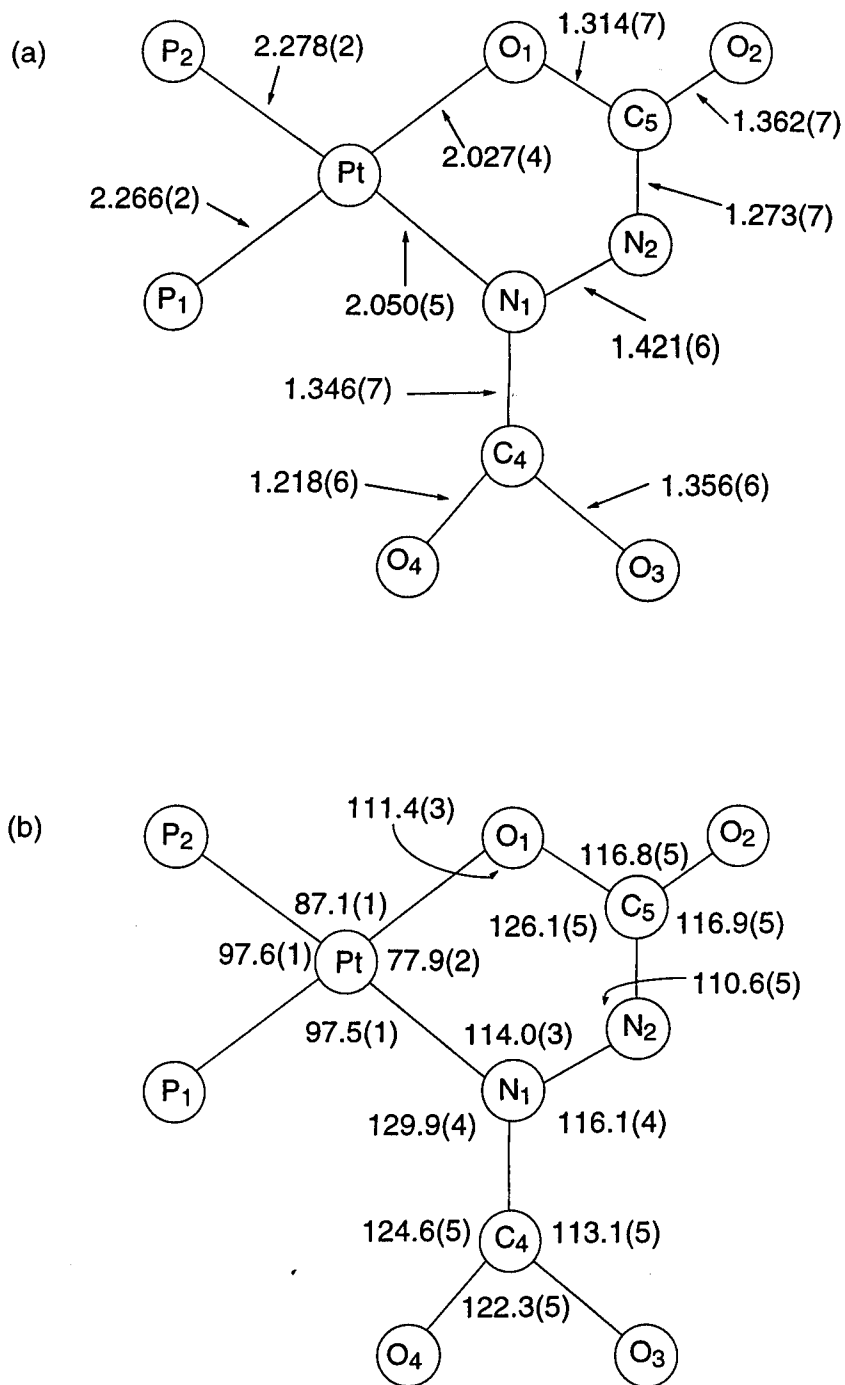 (a)
P2
2.278(2)
O1
1.314(7)
O2
C5
1.362(7)
2.027(4)
Pt
2.266(2)
1.273(7)
N2
P1
2.050(5)
N1
1.421(6)
1.346(7)
C4
1.218(6)
1.356(6)
O4
O3
(b)
111.4(3)
P2
O1
O2
116.8(5)
87.1(1)
C5
126.1(5)
116.9(5)
97.6(1)
Pt
77.9(2)
110.6(5)
N2
97.5(1)
114.0(3)
P1
N1
129.9(4)
116.1(4)
124.6(5)
C4
113.1(5)
122.3(5)
O4
O3